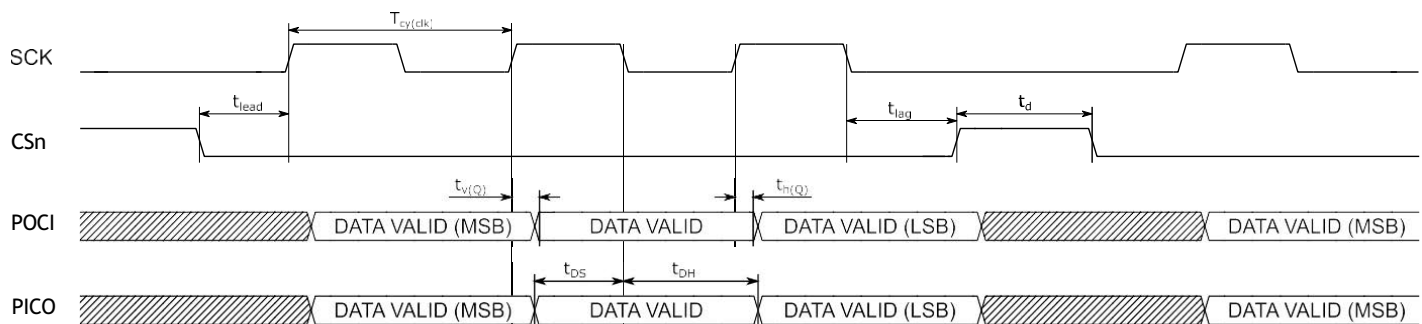 T_cy(clk)
SCK
t_lead
t_lag
t_d
CSn
t_v(Q)
t_h(Q)
POCI
DATA VALID (MSB)
DATA VALID
DATA VALID (LSB)
DATA VALID (MSB)
t_DS
t_DH
PICO
DATA VALID (MSB)
DATA VALID
DATA VALID (LSB)
DATA VALID (MSB)